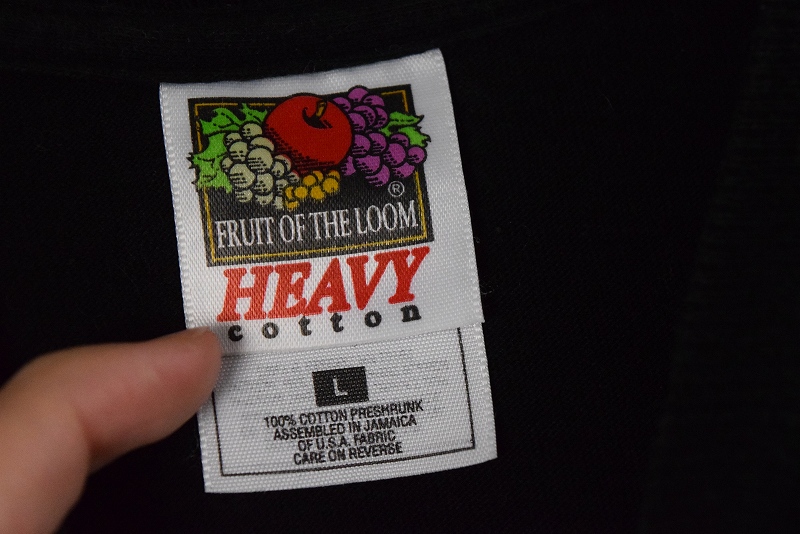 ®
FRUIT OF THE LOOM
HEAVY
cotton
L
100% COTTON PRESHRUNK
ASSEMBLED IN JAMAICA
OF U.S.A. FABRIC
CARE ON REVERSE